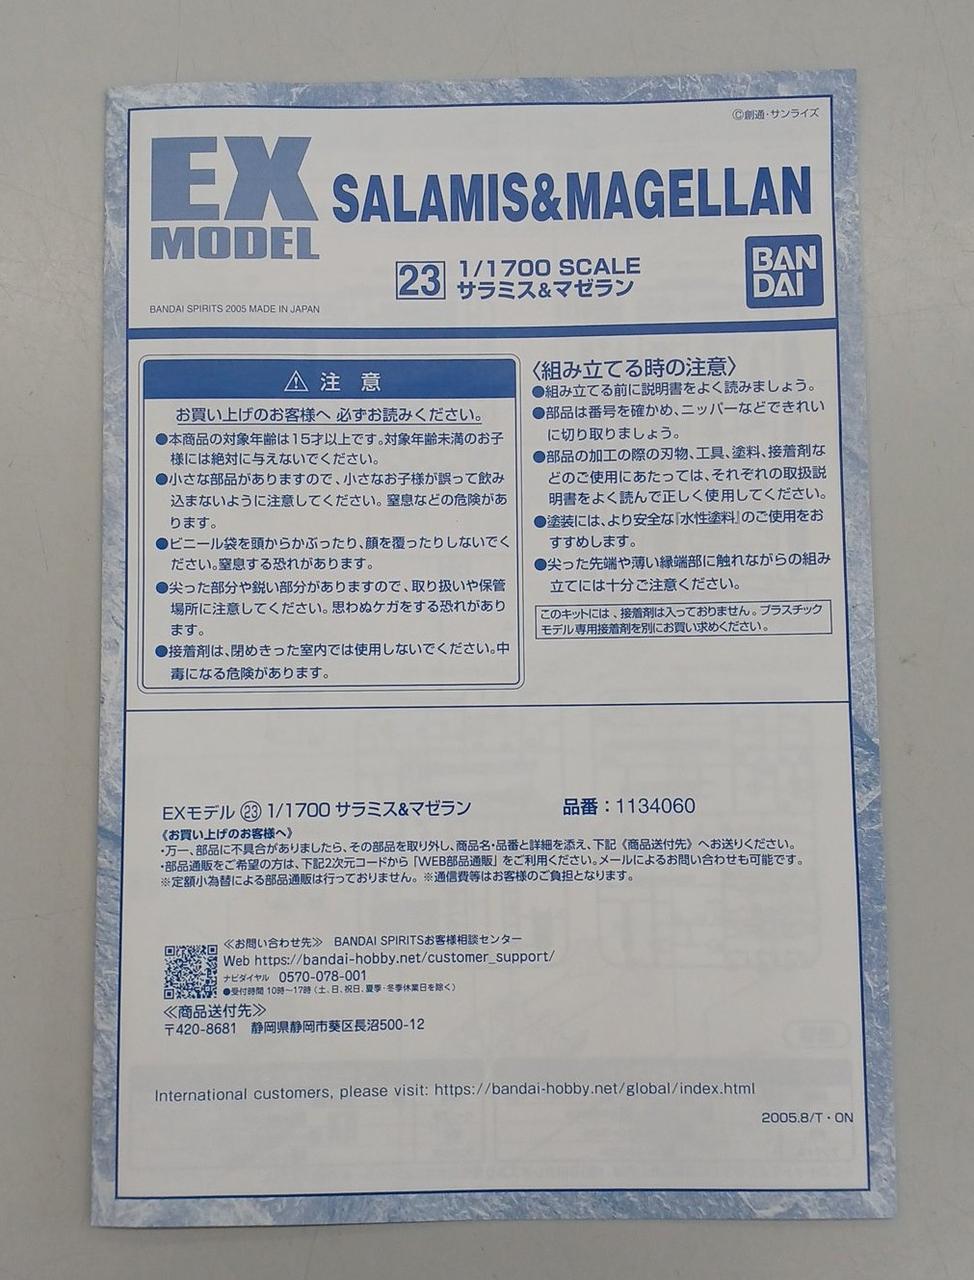 ©創通・サンライズ
EX
MODEL
SALAMIS&MAGELLAN
23
1/1700 SCALE
サラミス&マゼラン
BAN
DAI
BANDAI SPIRITS 2005 MADE IN JAPAN
⚠ 注 意
お買い上げのお客様へ 必ずお読みください。
●本商品の対象年齢は15才以上です。対象年齢未満のお子
様には絶対に与えないでください。
●小さな部品がありますので、小さなお子様が誤って飲み
込まないように注意してください。窒息などの危険があ
ります。
●ビニール袋を頭からかぶったり、顔を覆ったりしないでく
ださい。窒息する恐れがあります。
●尖った部分や鋭い部分がありますので、取り扱いや保管
場所に注意してください。思わぬケガをする恐れがあり
ます。
●接着剤は、閉めきった室内では使用しないでください。中
毒になる危険があります。
〈組み立てる時の注意〉
●組み立てる前に説明書をよく読みましょう。
●部品は番号を確かめ、ニッパーなどできれい
に切り取りましょう。
●部品の加工の際の刃物、工具、塗料、接着剤な
どのご使用にあたっては、それぞれの取扱説
明書をよく読んで正しく使用してください。
●塗装には、より安全な『水性塗料』のご使用をお
すすめします。
●尖った先端や薄い縁端部に触れながらの組み
立てには十分ご注意ください。
このキットには、接着剤は入っておりません。プラスチック
モデル専用接着剤を別にお買い求めください。
EXモデル ㉓ 1/1700 サラミス&マゼラン 品番：1134060
《お買い上げのお客様へ》
・万一、部品に不具合がありましたら、その部品を取り外し、商品名・品番と詳細を添え、下記《商品送付先》へお送りください。
・部品通販をご希望の方は、下記2次元コードから「WEB部品通販」をご利用ください。メールによるお問い合わせも可能です。
※定額小為替による部品通販は行っておりません。※通信費等はお客様のご負担となります。
≪お問い合わせ先≫ BANDAI SPIRITSお客様相談センター
Web https://bandai-hobby.net/customer_support/
ナビダイヤル 0570-078-001
●受付時間 10時〜17時（土、日、祝日、夏季・冬季休業日を除く）
≪商品送付先≫
〒420-8681 静岡県静岡市葵区長沼500-12
International customers, please visit: https://bandai-hobby.net/global/index.html
2005.8/T・ON